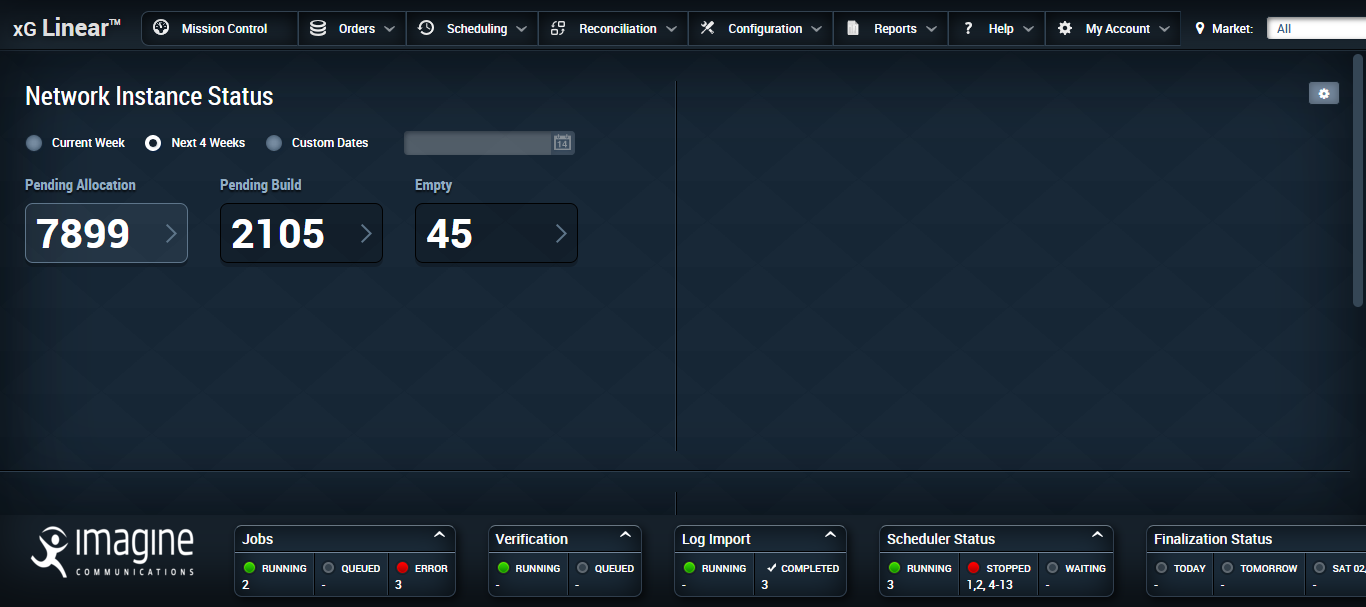 xG Linear™ Mission Control Orders Scheduling Reconciliation Configuration Reports Help My Account Market: All
Network Instance Status
Current Week Next 4 Weeks Custom Dates 14
Pending Allocation Pending Build Empty
7899 2105 45
imagine
COMMUNICATIONS
Jobs Verification Log Import Scheduler Status Finalization Status
RUNNING QUEUED ERROR RUNNING QUEUED RUNNING COMPLETED RUNNING STOPPED WAITING TODAY TOMORROW SAT 02,
2 - 3 - - - 3 3 1,2, 4-13 - - - -